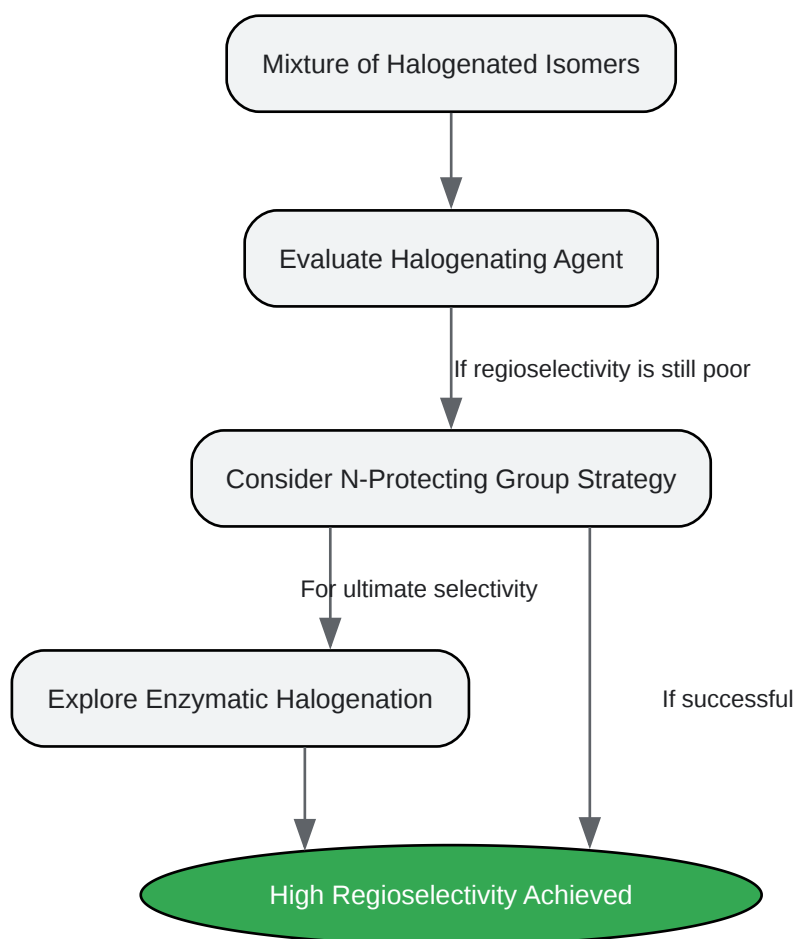 Mixture of Halogenated Isomers
Evaluate Halogenating Agent
If regioselectivity is still poor
Consider N-Protecting Group Strategy
For ultimate selectivity
Explore Enzymatic Halogenation
If successful
High Regioselectivity Achieved